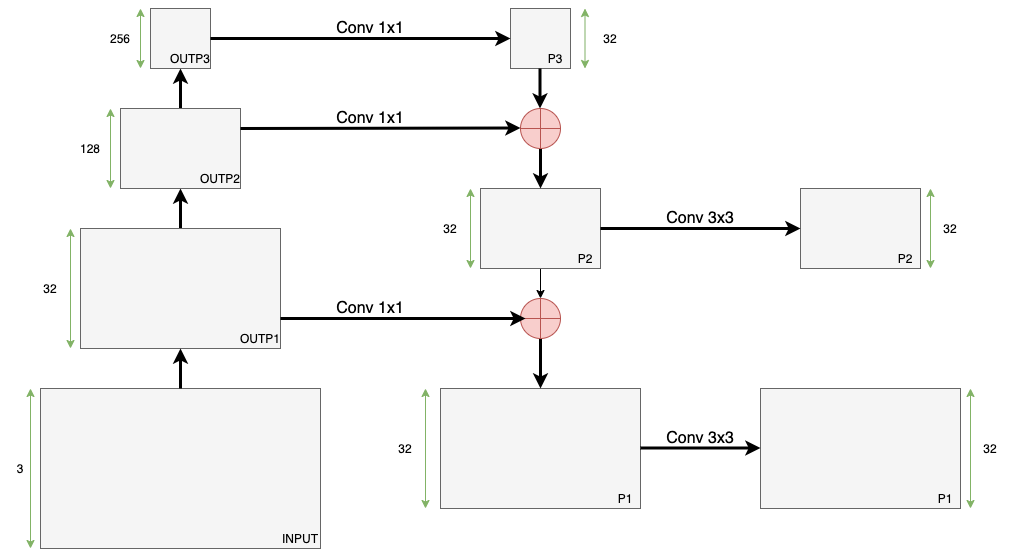 256
OUTP3
Conv 1x1
P3
32
128
OUTP2
Conv 1x1
32
P2
Conv 3x3
P2
32
32
OUTP1
Conv 1x1
3
INPUT
32
P1
Conv 3x3
P1
32